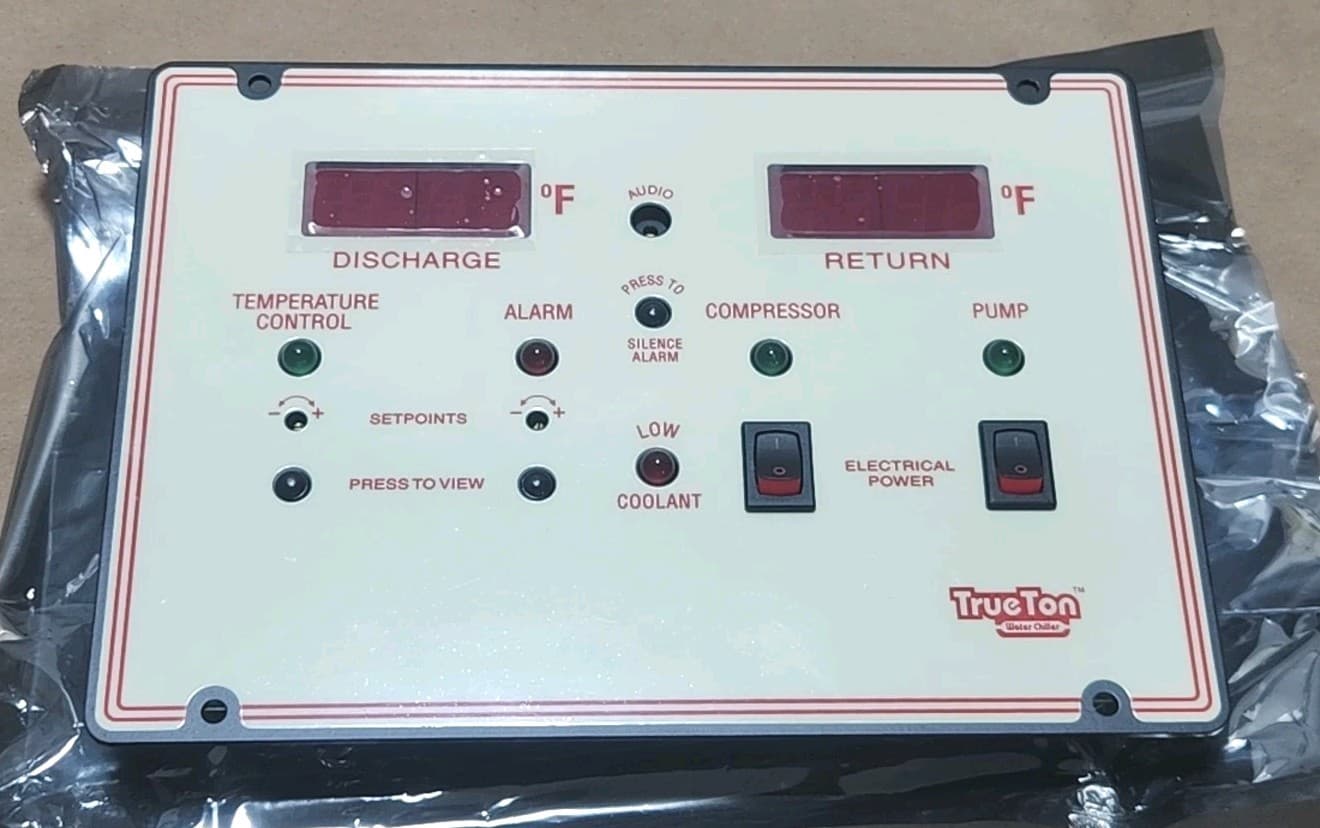 °F
AUDIO
°F
DISCHARGE
RETURN
PRESS TO
SILENCE
ALARM
TEMPERATURE
CONTROL
ALARM
COMPRESSOR
PUMP
- +
SETPOINTS
- +
PRESS TO VIEW
LOW
COOLANT
ELECTRICAL
POWER
TrueTon™
Water Chiller